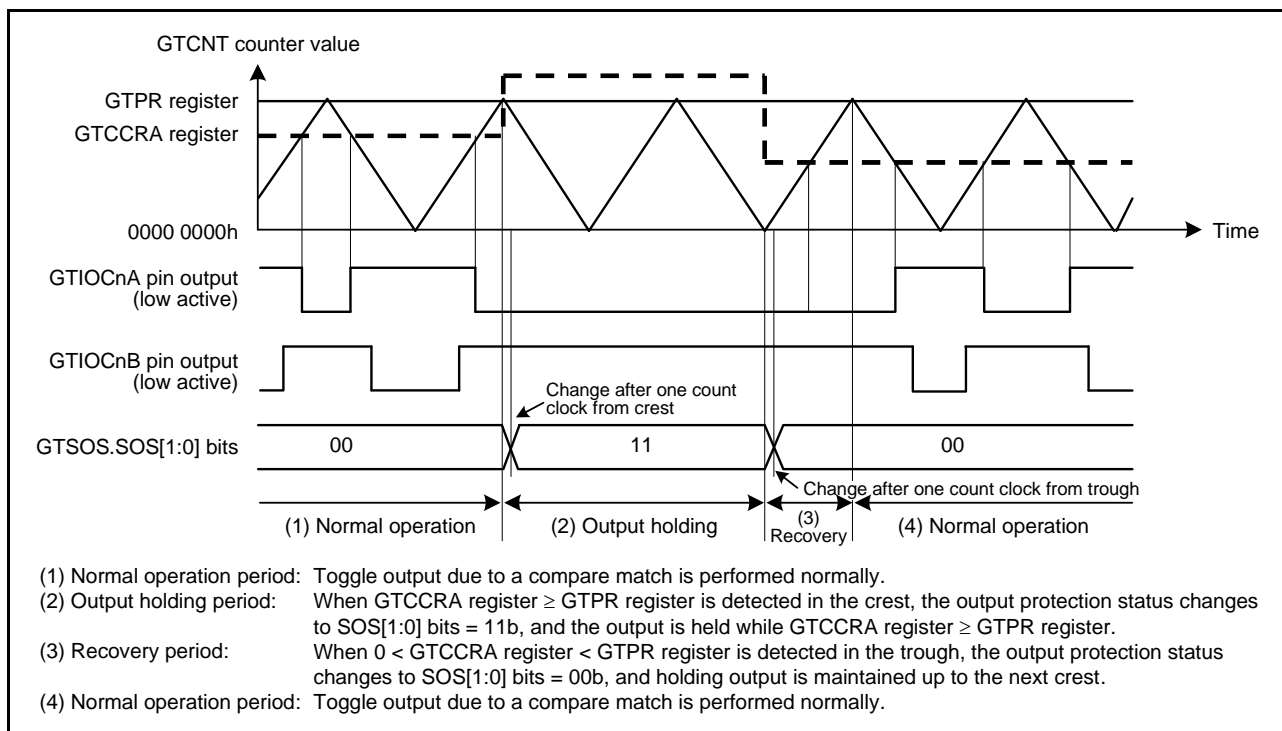 GTCNT counter value
GTPR register
GTCCRA register
0000 0000h
Time
GTIOCnA pin output
(low active)
GTIOCnB pin output
(low active)
Change after one count
clock from crest
GTSOS.SOS[1:0] bits
00
11
00
Change after one count clock from trough
(1) Normal operation
(2) Output holding
(3)
Recovery
(4) Normal operation
(1) Normal operation period: Toggle output due to a compare match is performed normally.
(2) Output holding period: When GTCCRA register ≥ GTPR register is detected in the crest, the output protection status changes
to SOS[1:0] bits = 11b, and the output is held while GTCCRA register ≥ GTPR register.
(3) Recovery period: When 0 < GTCCRA register < GTPR register is detected in the trough, the output protection status
changes to SOS[1:0] bits = 00b, and holding output is maintained up to the next crest.
(4) Normal operation period: Toggle output due to a compare match is performed normally.